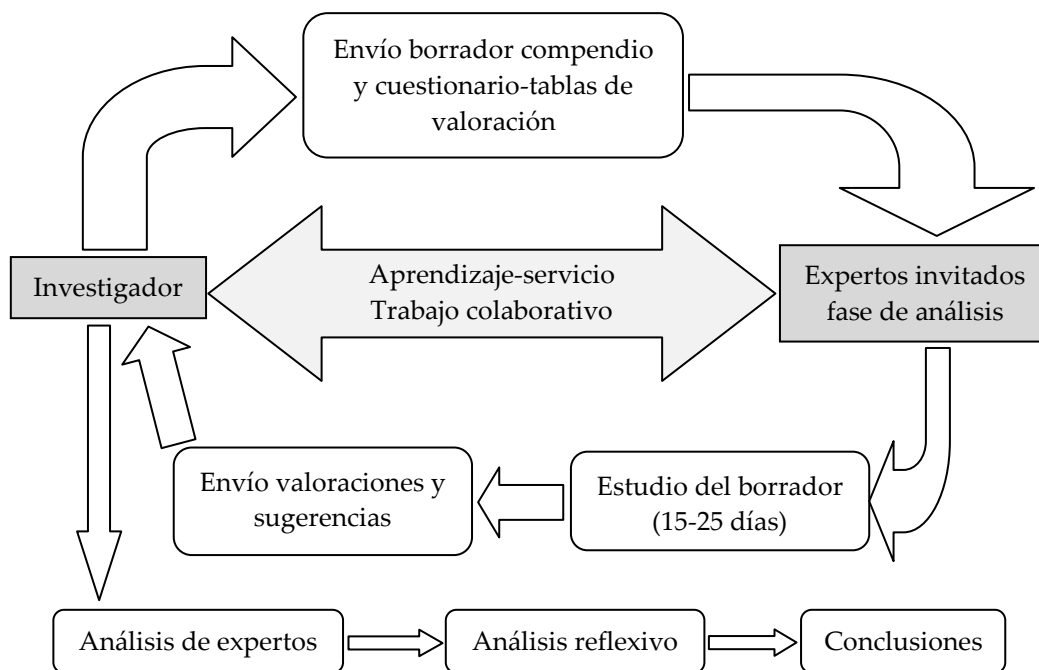 Envío borrador compendio
y cuestionario-tablas de
valoración
Investigador
Aprendizaje-servicio
Trabajo colaborativo
Expertos invitados
fase de análisis
Envío valoraciones y
sugerencias
Estudio del borrador
(15-25 días)
Análisis de expertos
Análisis reflexivo
Conclusiones